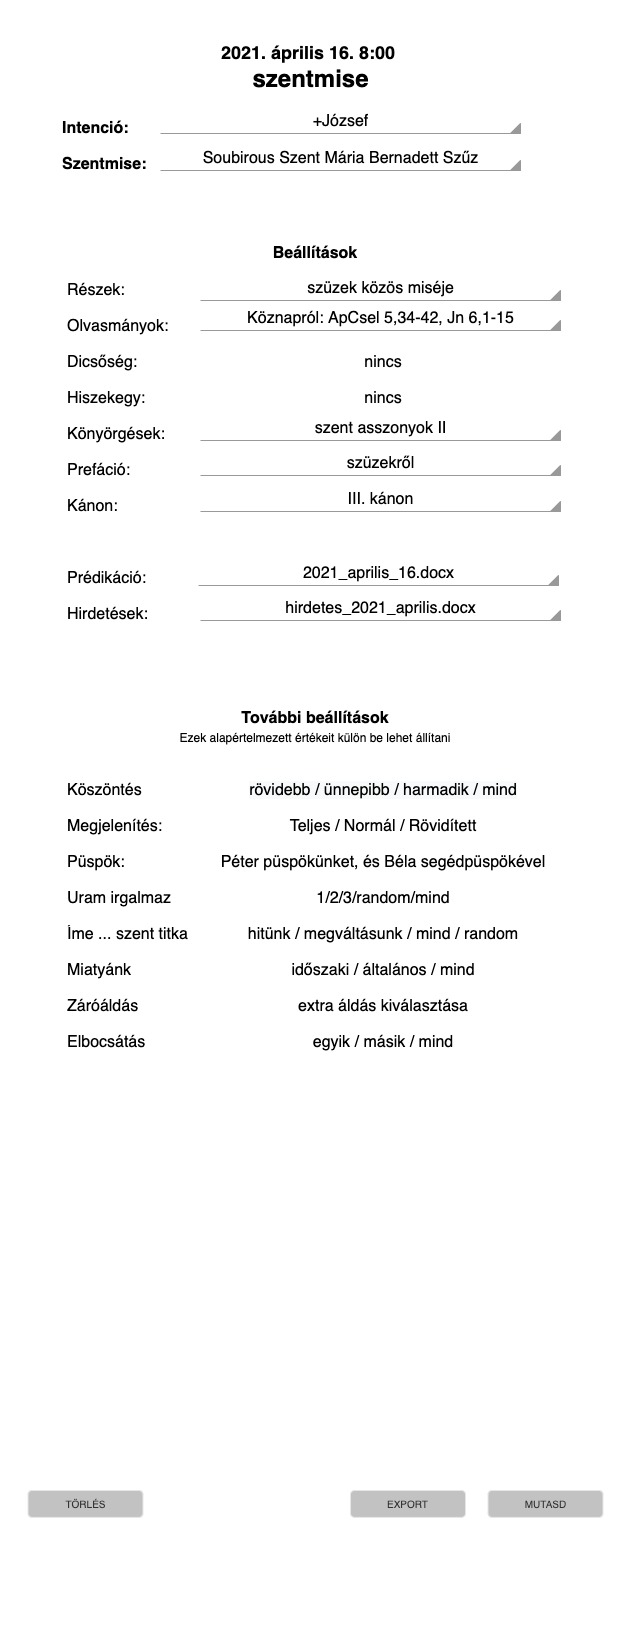 2021. április 16. 8:00
szentmise
Intenció: +József
Szentmise: Soubirous Szent Mária Bernadett Szűz
Beállítások
Részek: szüzek közös miséje
Olvasmányok: Köznapról: ApCsel 5,34-42, Jn 6,1-15
Dicsőség: nincs
Hiszekegy: nincs
Könyörgések: szent asszonyok II
Prefáció: szüzekről
Kánon: III. kánon
Prédikáció: 2021_aprilis_16.docx
Hirdetések: hirdetes_2021_aprilis.docx
További beállítások
Ezek alapértelmezett értékeit külön be lehet állítani
Köszöntés rövidebb / ünnepibb / harmadik / mind
Megjelenítés: Teljes / Normál / Rövidített
Püspök: Péter püspökünket, és Béla segédpüspökével
Uram irgalmaz 1/2/3/random/mind
Íme ... szent titka hitünk / megváltásunk / mind / random
Miatyánk időszaki / általános / mind
Záróáldás extra áldás kiválasztása
Elbocsátás egyik / másik / mind
TÖRLÉS EXPORT MUTASD